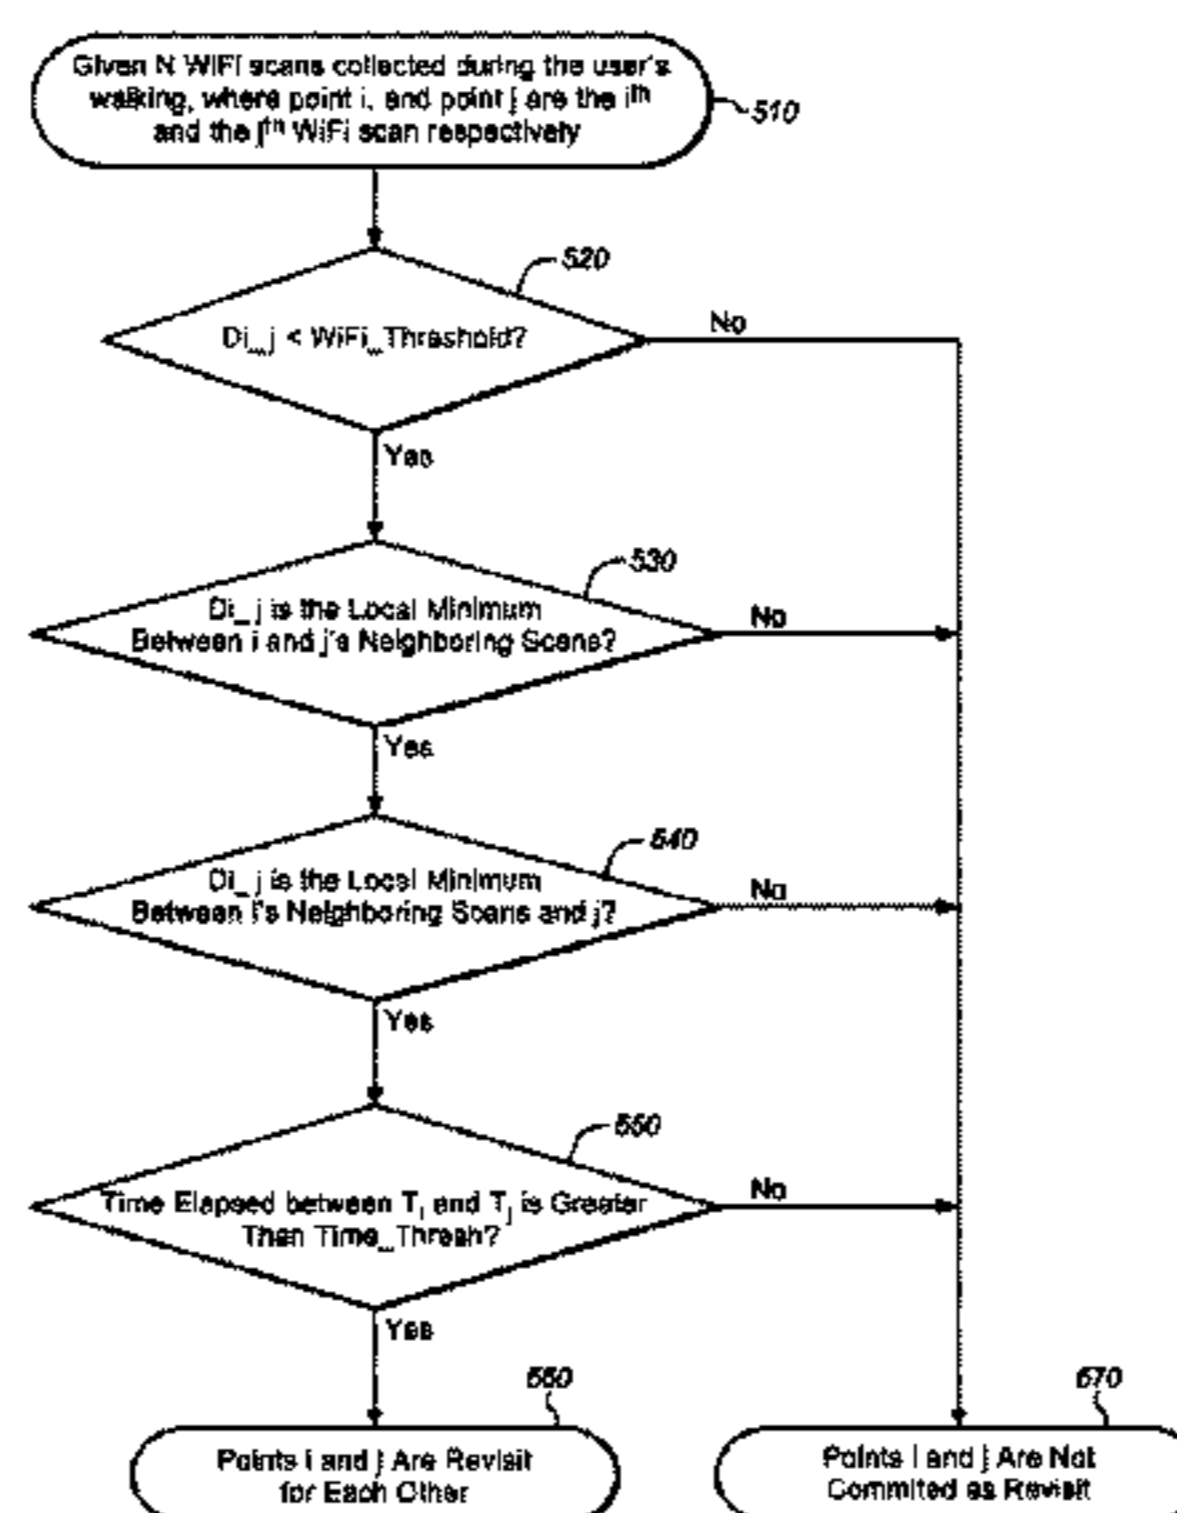 Given N WiFi scans collected during the user's
walking, where point i, and point j are the ith
and the jth WiFi scan respectively
510
520
Di_j < WiFi_Threshold?
No
Yes
530
Di_j is the Local Minimum
Between i and j's Neighboring Scans?
No
Yes
540
Di_j is the Local Minimum
Between i's Neighboring Scans and j?
No
Yes
550
Time Elapsed between Ti and Tj is Greater
Than Time_Thresh?
No
Yes
560
570
Points i and j Are Revisit
for Each Other
Points i and j Are Not
Commited as Revisit